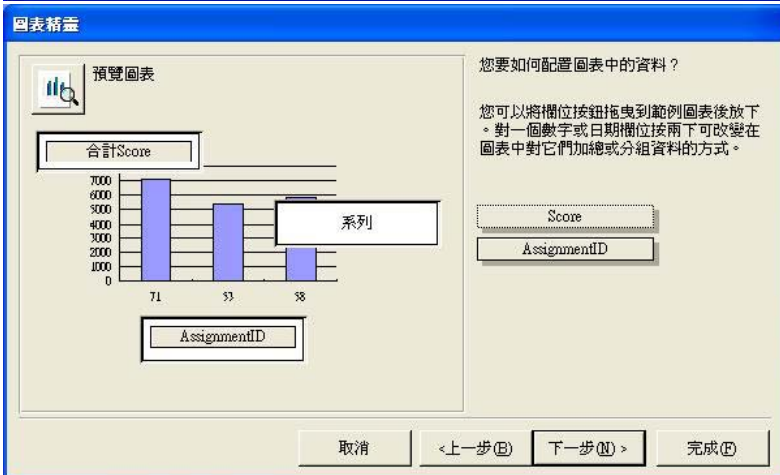 圖表精靈
預覽圖表
合計Score
7000
6000
5000
4000
3000
2000
1000
0
71
53
58
系列
AssignmentID
您要如何配置圖表中的資料？
您可以將欄位按鈕拖曳到範例圖表後放下
。對一個數字或日期欄位按兩下可改變在
圖表中對它們加總或分組資料的方式。
Score
AssignmentID
取消
<上一步(B)
下一步(N) >
完成(F)